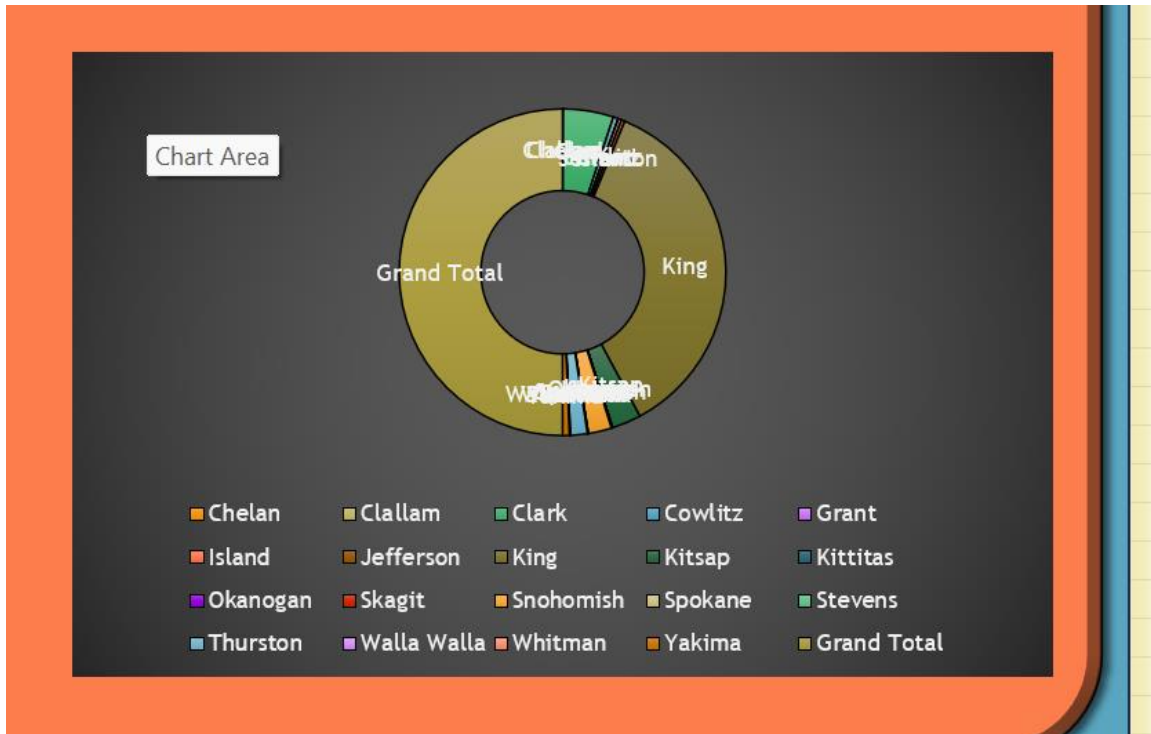 Chart Area
Grand Total
King
Kitsap
Chelan Clallam Clark Cowlitz Grant
Island Jefferson King Kitsap Kittitas
Okanogan Skagit Snohomish Spokane Stevens
Thurston Walla Walla Whitman Yakima Grand Total